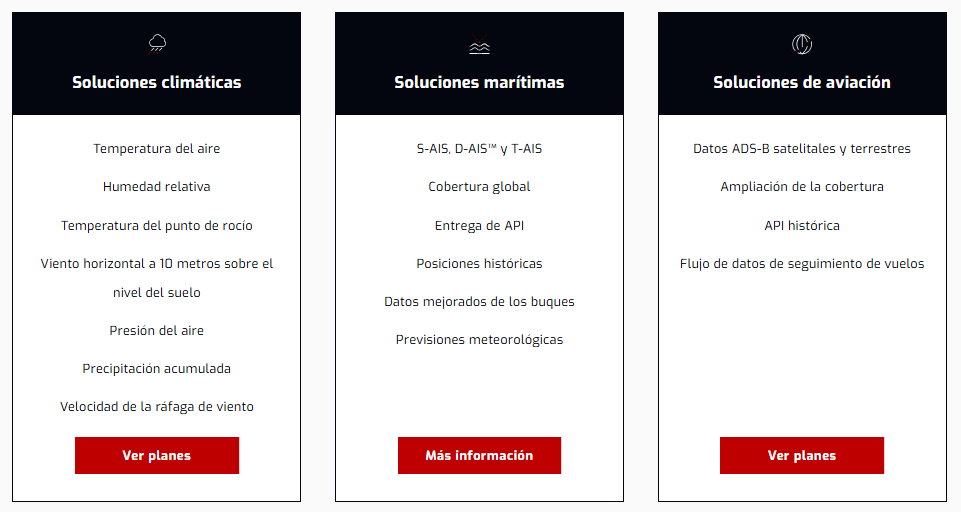 Soluciones climáticas
Temperatura del aire
Humedad relativa
Temperatura del punto de rocío
Viento horizontal a 10 metros sobre el
nivel del suelo
Presión del aire
Precipitación acumulada
Velocidad de la ráfaga de viento
Ver planes
Soluciones marítimas
S-AIS, D-AIS™ y T-AIS
Cobertura global
Entrega de API
Posiciones históricas
Datos mejorados de los buques
Previsiones meteorológicas
Más información
Soluciones de aviación
Datos ADS-B satelitales y terrestres
Ampliación de la cobertura
API histórica
Flujo de datos de seguimiento de vuelos
Ver planes